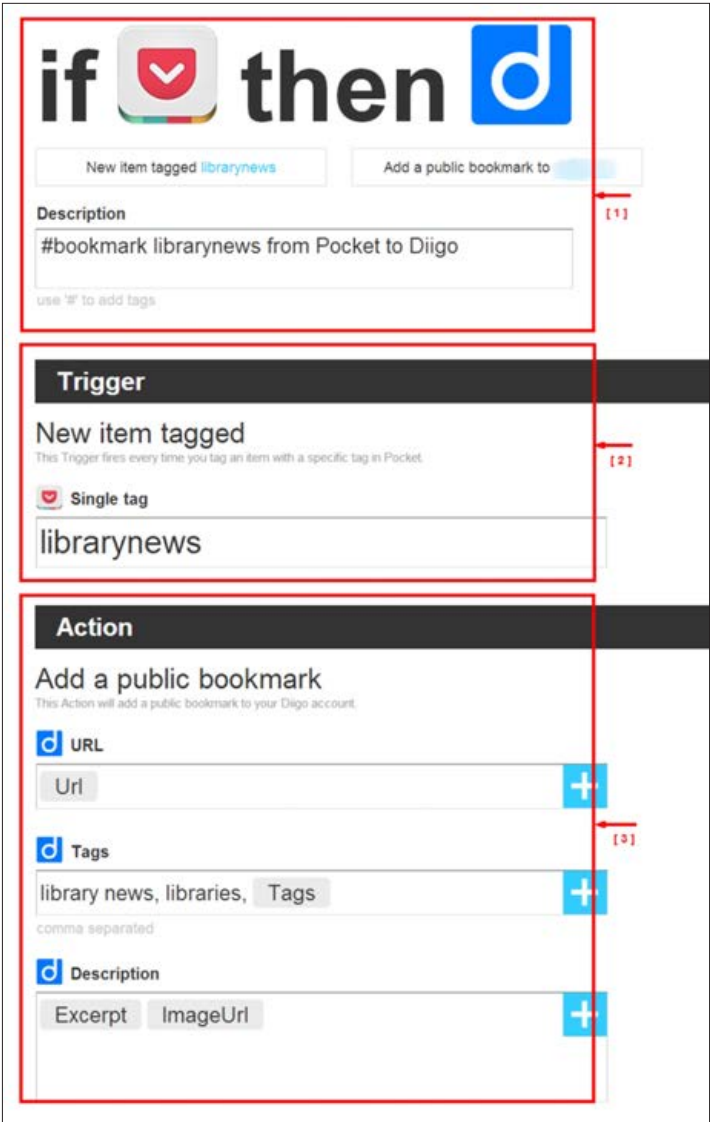 if then
New item tagged librarynews
Add a public bookmark to
[1]
Description
#bookmark librarynews from Pocket to Diigo
use '#' to add tags
Trigger
New item tagged
This Trigger fires every time you tag an item with a specific tag in Pocket.
[2]
Single tag
librarynews
Action
Add a public bookmark
This Action will add a public bookmark to your Diigo account.
URL
Url
[3]
Tags
library news, libraries, Tags
comma separated
Description
Excerpt ImageUrl